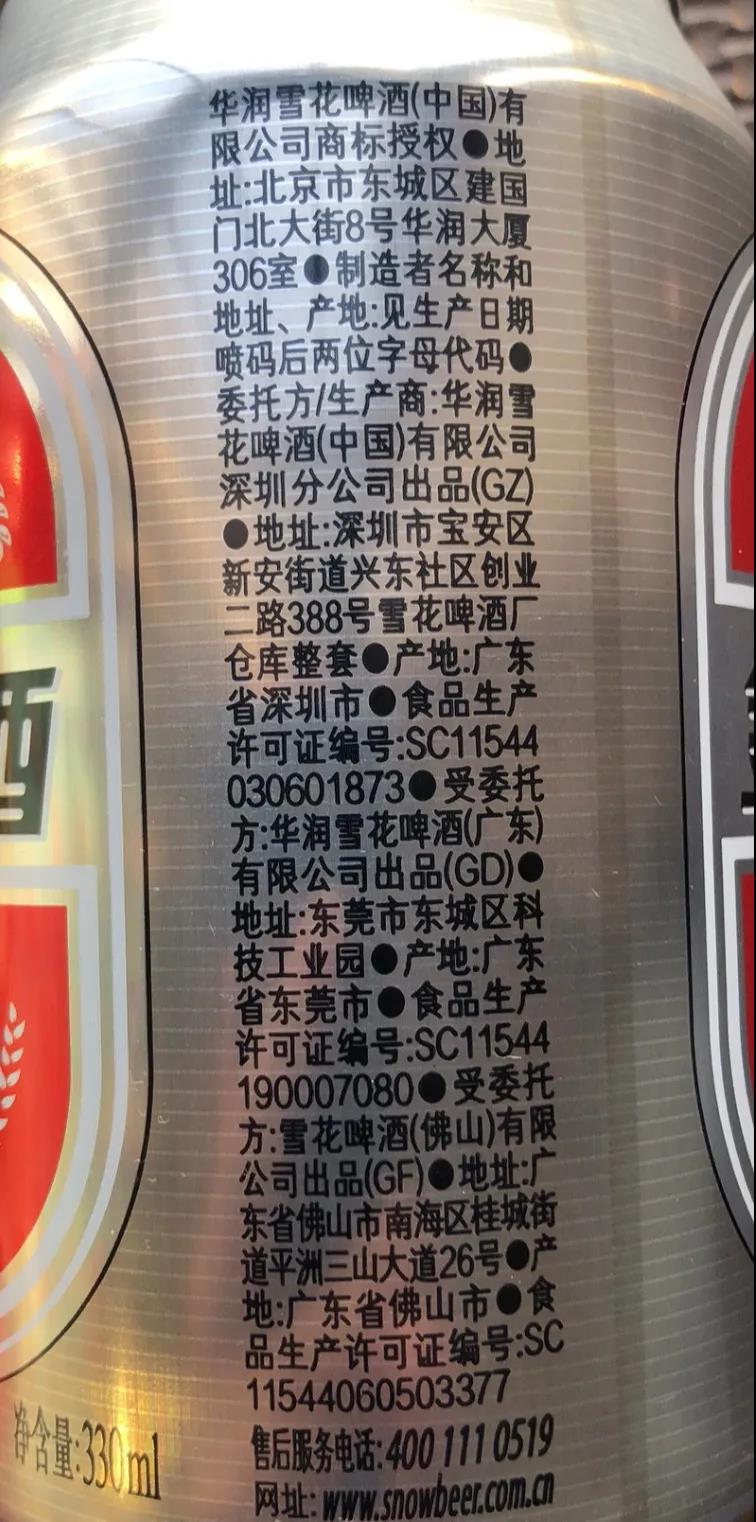 华润雪花啤酒(中国)有
限公司商标授权●地
址:北京市东城区建国
门北大街8号华润大厦
306室●制造者名称和
地址、产地:见生产日期
喷码后两位字母代码●
委托方/生产商:华润雪
花啤酒(中国)有限公司
深圳分公司出品(GZ)
●地址:深圳市宝安区
新安街道兴东社区创业
二路388号雪花啤酒厂
仓库整套●产地:广东
省深圳市●食品生产
许可证编号:SC11544
030601873●受委托
方:华润雪花啤酒(广东)
有限公司出品(GD)●
地址:东莞市东城区科
技工业园●产地:广东
省东莞市●食品生产
许可证编号:SC11544
190007080●受委托
方:雪花啤酒(佛山)有限
公司出品(GF)●地址:广
东省佛山市南海区桂城街
道平洲三山大道26号●产
地:广东省佛山市●食
品生产许可证编号:SC
11544060503377
售后服务电话:400 111 0519
网址:www.snowbeer.com.cn
净含量:330ml
酒